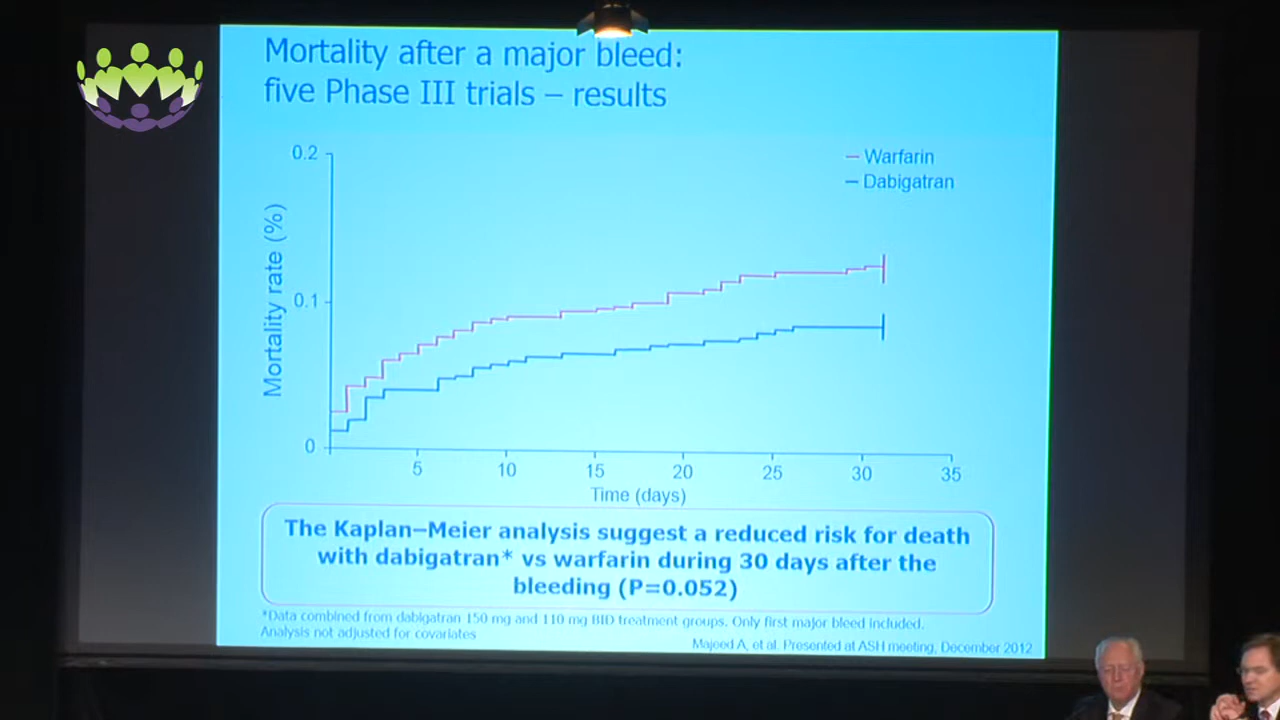 Mortality after a major bleed:
five Phase III trials – results
0.2
Warfarin
Dabigatran
Mortality rate (%)
0.1
0
5 10 15 20 25 30 35
Time (days)
The Kaplan–Meier analysis suggest a reduced risk for death
with dabigatran* vs warfarin during 30 days after the
bleeding (P=0.052)
*Data combined from dabigatran 150 mg and 110 mg BID treatment groups. Only first major bleed included.
Analysis not adjusted for covariates
Majeed A, et al. Presented at ASH meeting, December 2012